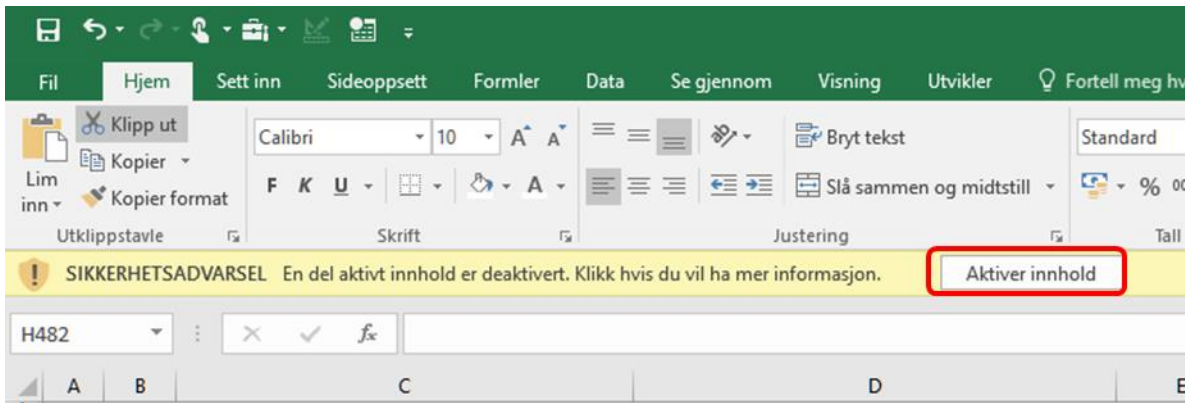 Fil Hjem Sett inn Sideoppsett Formler Data Se gjennom Visning Utvikler Fortell meg hv
Klipp ut
Kopier
Kopier format
Lim
inn
Calibri 10 A A
F K U A
Bryt tekst
Slå sammen og midtstill
Standard
% 00
Utklippstavle Skrift Justering Tall
SIKKERHETSADVARSEL En del aktivt innhold er deaktivert. Klikk hvis du vil ha mer informasjon. Aktiver innhold
H482 fx
A B C D E